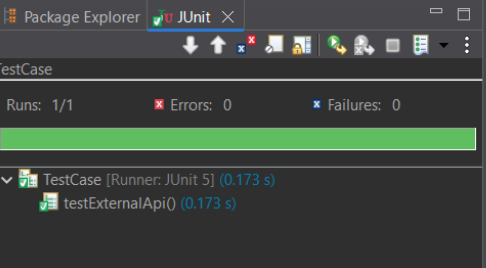 Package Explorer JUnit
TestCase
Runs: 1/1 Errors: 0 Failures: 0
TestCase [Runner: JUnit 5] (0.173 s)
testExternalApi() (0.173 s)